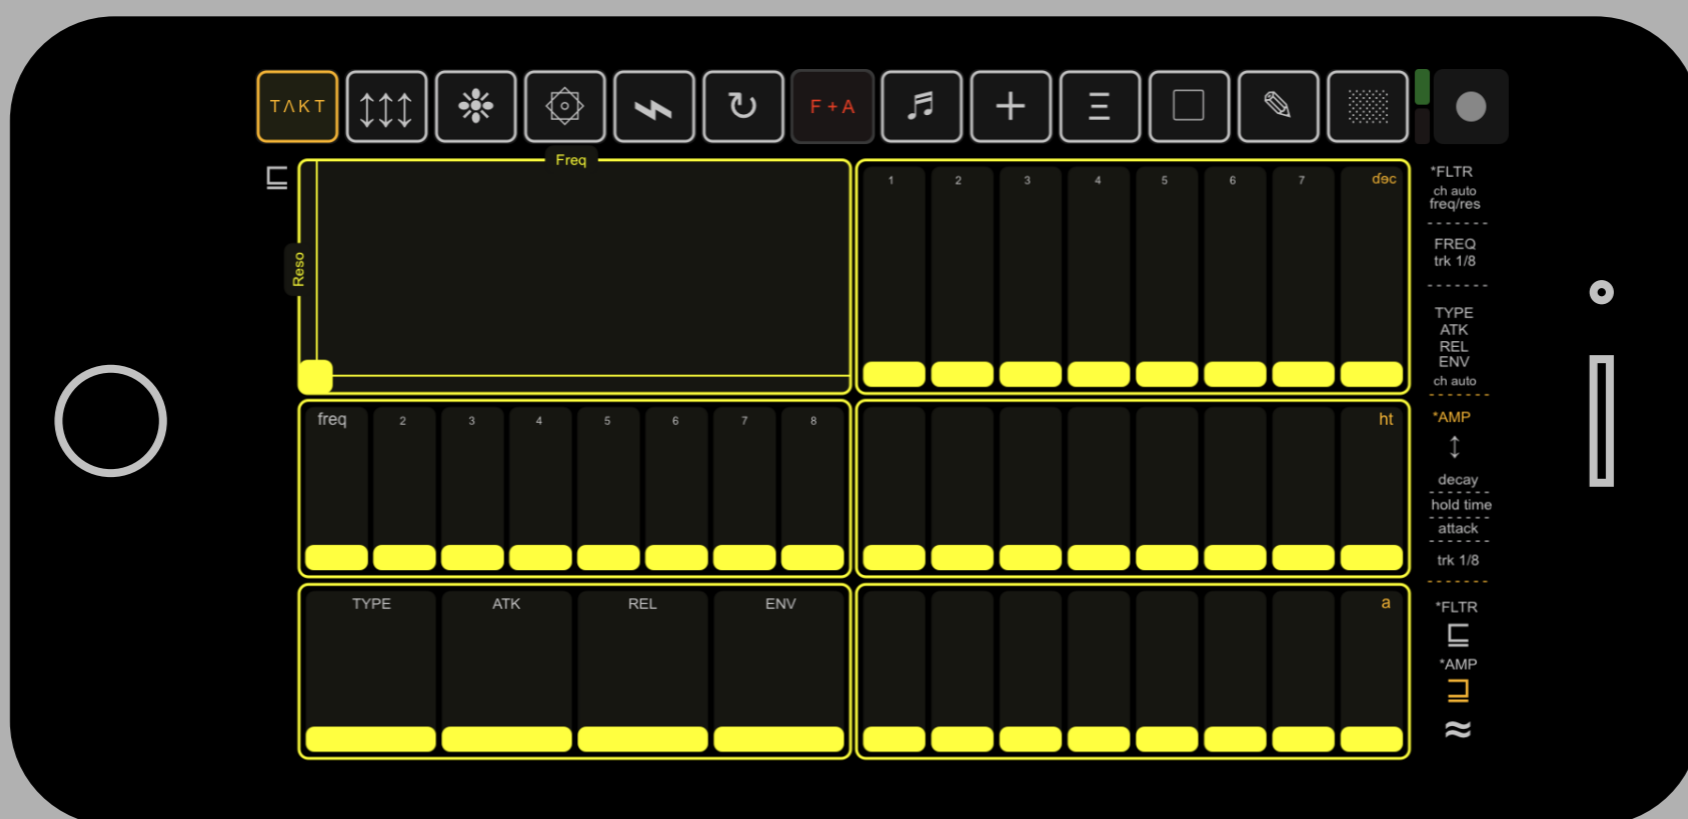 TΛKT
F + A
Freq
Reso
1 2 3 4 5 6 7 dec
freq 2 3 4 5 6 7 8
ht
TYPE ATK REL ENV
a
*FLTR
ch auto
freq/res
FREQ
trk 1/8
TYPE
ATK
REL
ENV
ch auto
*AMP
decay
hold time
attack
trk 1/8
*FLTR
*AMP